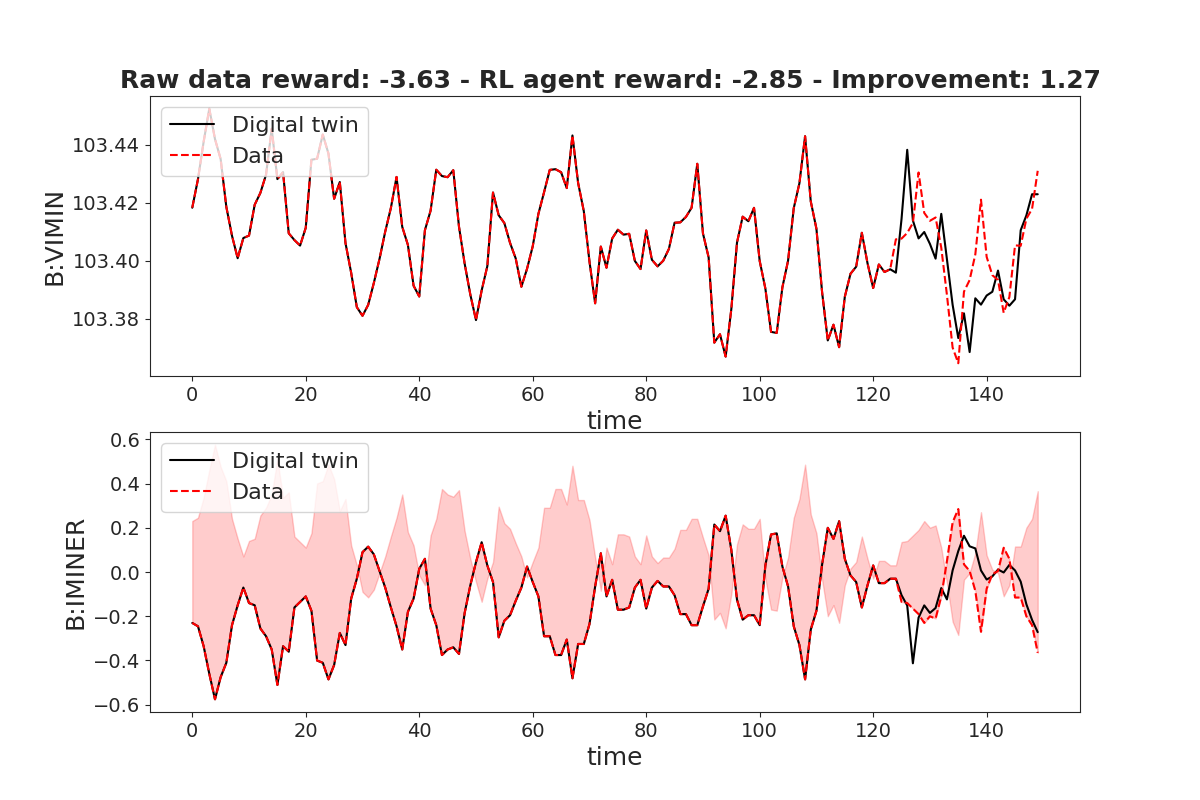 Raw data reward: -3.63 - RL agent reward: -2.85 - Improvement: 1.27
Digital twin
Data
B:VIMIN
103.44
103.42
103.40
103.38
0 20 40 60 80 100 120 140
time
Digital twin
Data
B:IMINER
0.6
0.4
0.2
0.0
−0.2
−0.4
−0.6
0 20 40 60 80 100 120 140
time